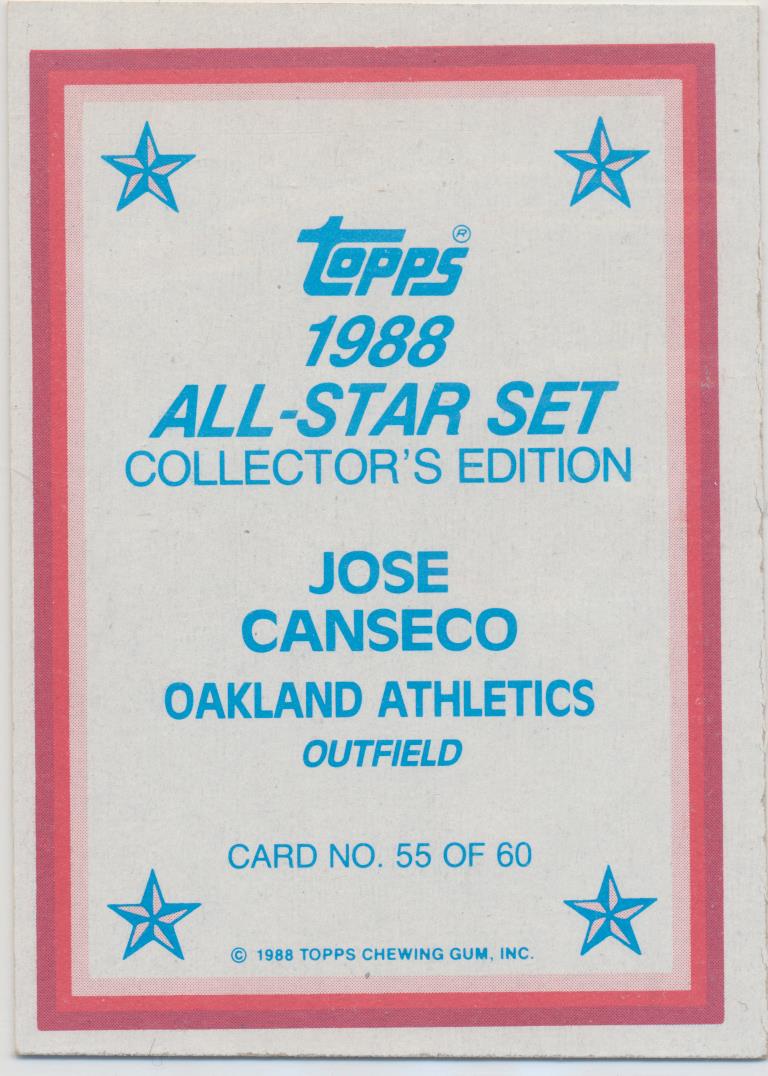 topps®
1988
ALL-STAR SET
COLLECTOR'S EDITION
JOSE
CANSECO
OAKLAND ATHLETICS
OUTFIELD
CARD NO. 55 OF 60
© 1988 TOPPS CHEWING GUM, INC.